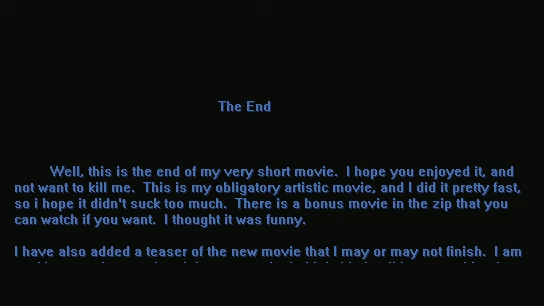 The End
Well, this is the end of my very short movie. I hope you enjoyed it, and
not want to kill me. This is my obligatory artistic movie, and I did it pretty fast,
so i hope it didn't suck too much. There is a bonus movie in the zip that you
can watch if you want. I thought it was funny.
I have also added a teaser of the new movie that I may or may not finish. I am